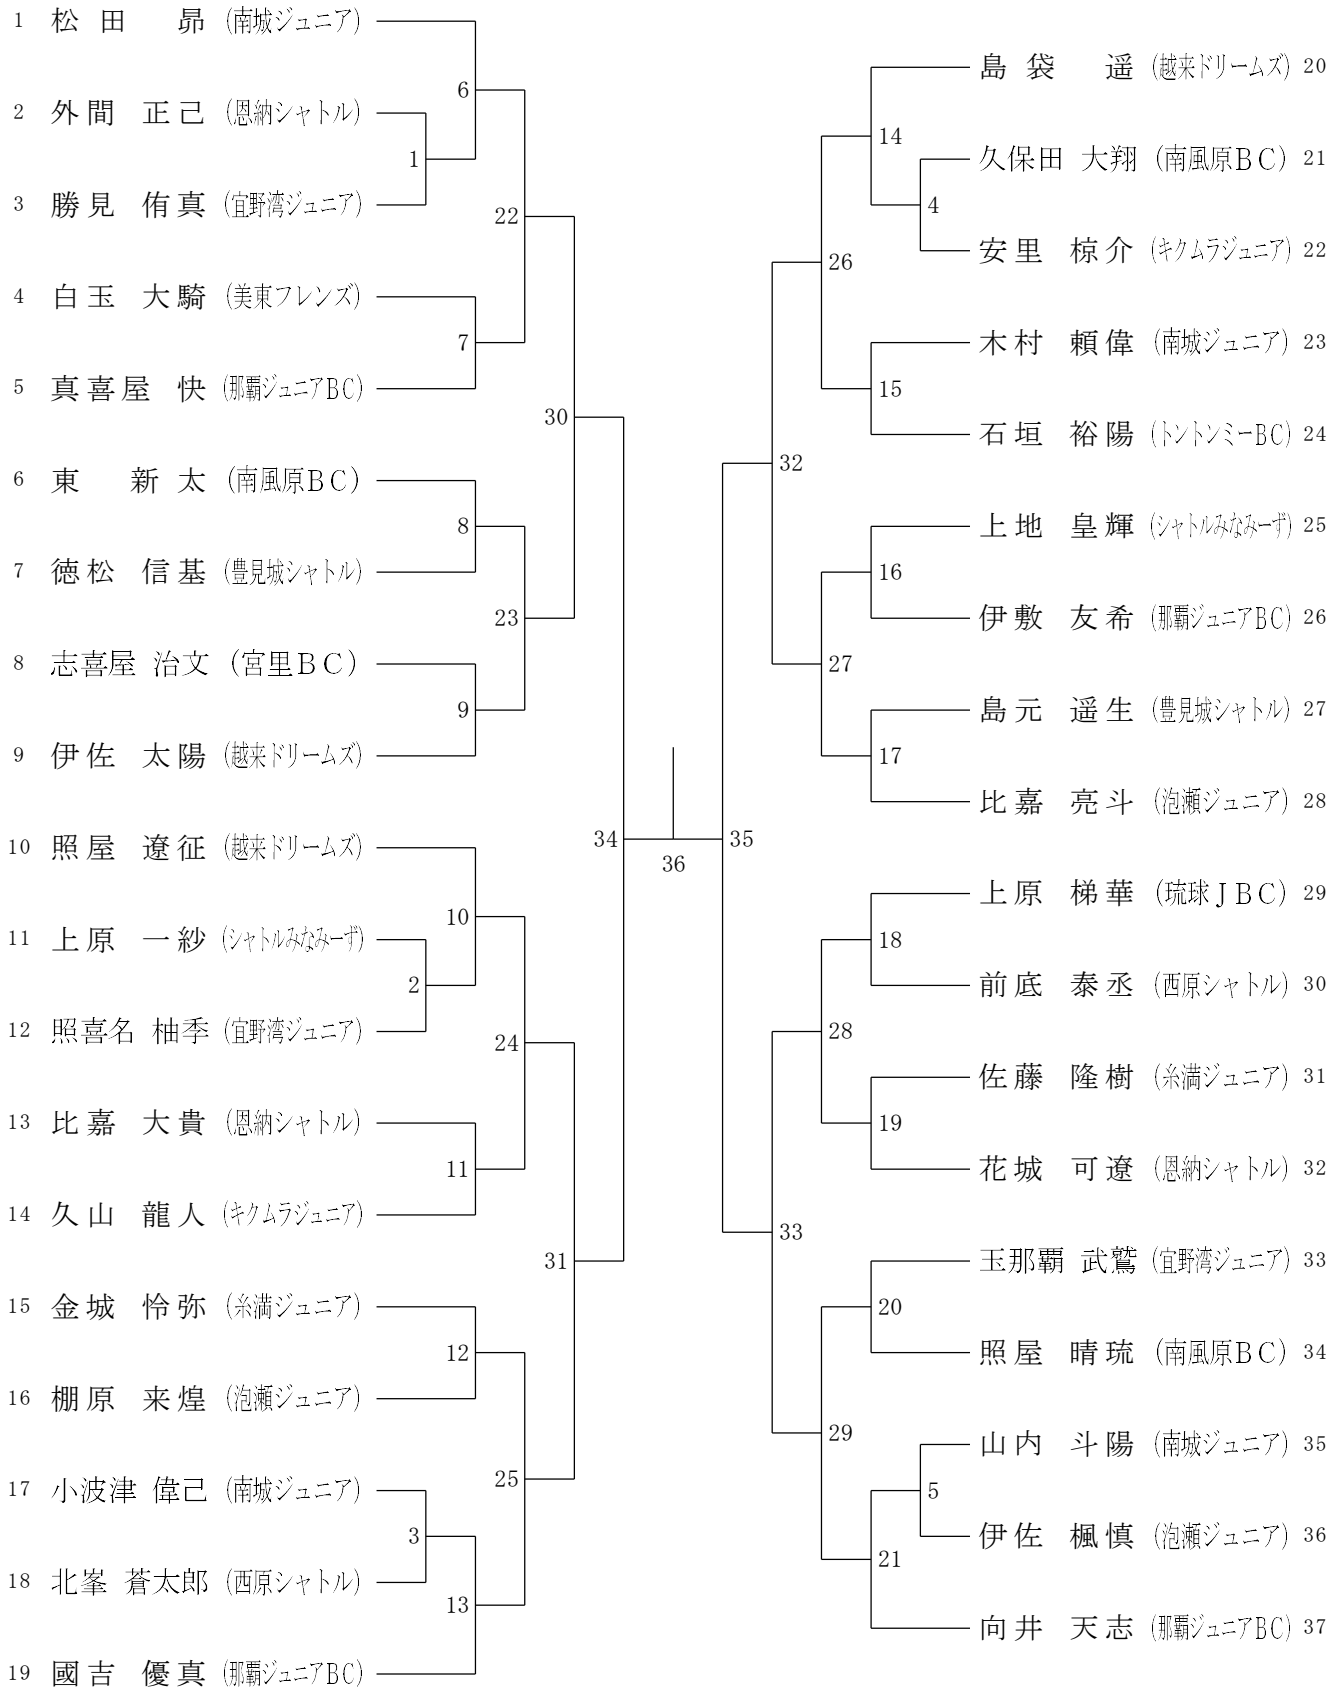 1 松田 昴 (南城ジュニア)
2 外間 正己 (恩納シャトル)
3 勝見 侑真 (宜野湾ジュニア)
4 白玉 大騎 (美東フレンズ)
5 真喜屋 快 (那覇ジュニアBC)
6 東 新太 (南風原BC)
7 徳松 信基 (豊見城シャトル)
8 志喜屋 治文 (宮里BC)
9 伊佐 太陽 (越来ドリームズ)
10 照屋 遼征 (越来ドリームズ)
11 上原 一紗 (シャトルみなみーず)
12 照喜名 柚季 (宜野湾ジュニア)
13 比嘉 大貴 (恩納シャトル)
14 久山 龍人 (キクムラジュニア)
15 金城 怜弥 (糸満ジュニア)
16 棚原 来煌 (泡瀬ジュニア)
17 小波津 偉己 (南城ジュニア)
18 北峯 蒼太郎 (西原シャトル)
19 國吉 優真 (那覇ジュニアBC)
1
2
3
6
7
8
9
10
11
12
13
22
23
24
25
30
31
34
36
35
32
33
26
27
28
29
14
15
16
17
18
19
20
21
4
5
島袋 遥 (越来ドリームズ) 20
久保田 大翔 (南風原BC) 21
安里 椋介 (キクムラジュニア) 22
木村 頼偉 (南城ジュニア) 23
石垣 裕陽 (トントンミーBC) 24
上地 皇輝 (シャトルみなみーず) 25
伊敷 友希 (那覇ジュニアBC) 26
島元 遥生 (豊見城シャトル) 27
比嘉 亮斗 (泡瀬ジュニア) 28
上原 梯華 (琉球JBC) 29
前底 泰丞 (西原シャトル) 30
佐藤 隆樹 (糸満ジュニア) 31
花城 可遼 (恩納シャトル) 32
玉那覇 武鷲 (宜野湾ジュニア) 33
照屋 晴琉 (南風原BC) 34
山内 斗陽 (南城ジュニア) 35
伊佐 楓慎 (泡瀬ジュニア) 36
向井 天志 (那覇ジュニアBC) 37